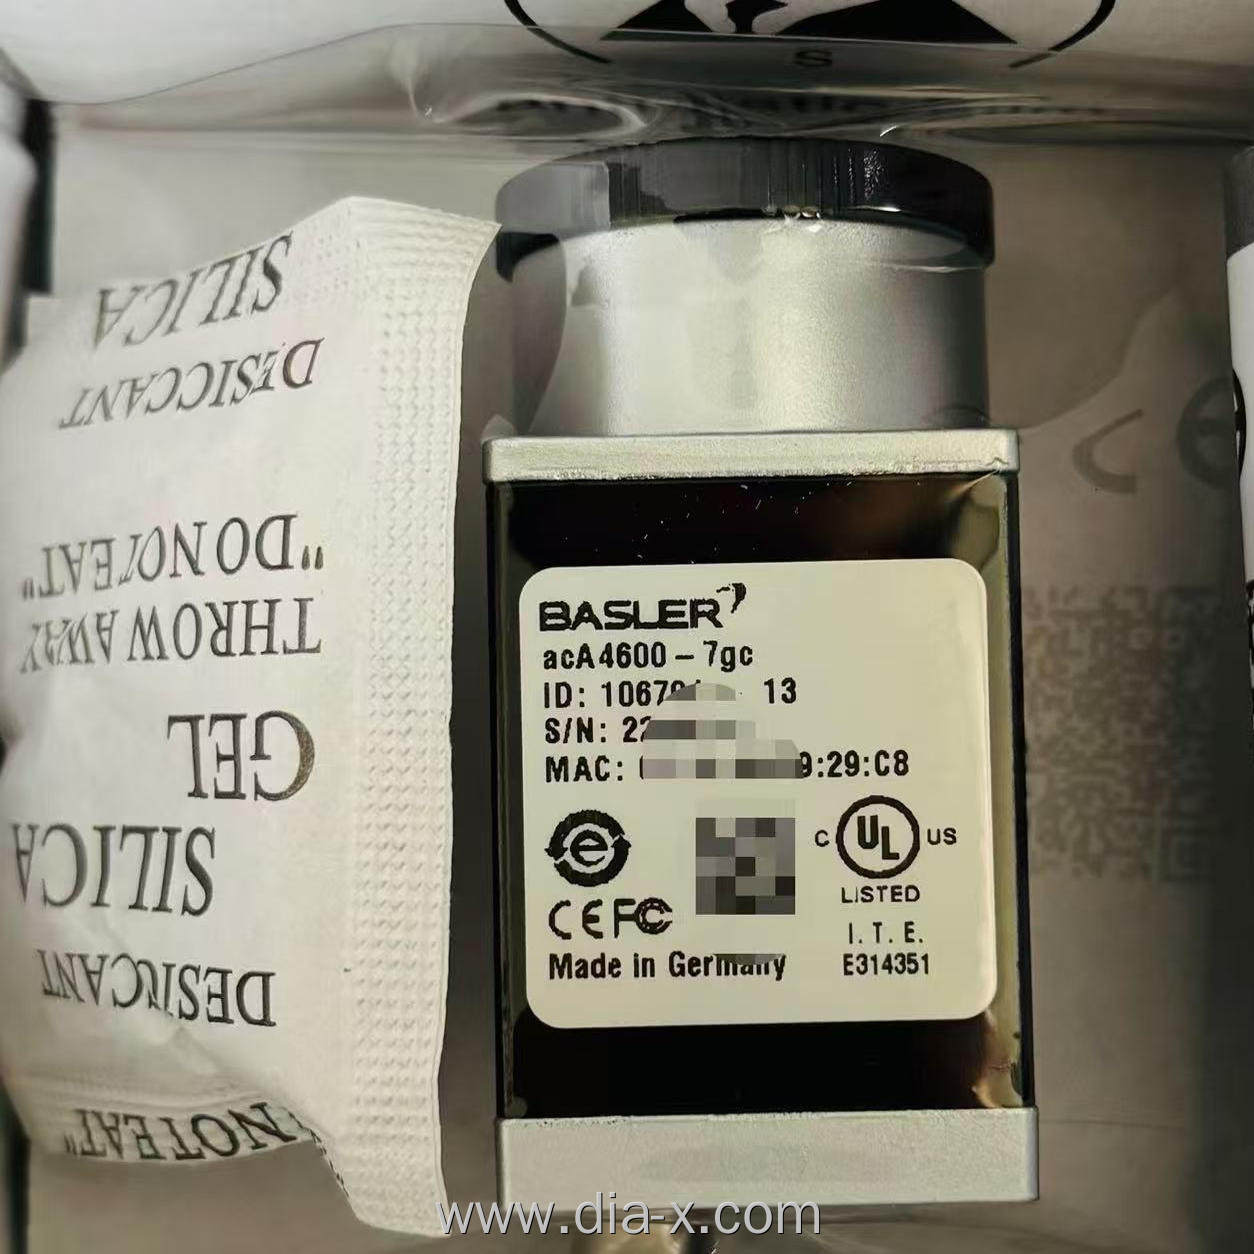 S
SILICA
DESICCANT
"DO NOT EAT"
THROW AWAY
GEL
SILICA
DESICCANT
NOT EAT"
BASLER
acA4600-7gc
ID: 1067 13
S/N: 22
MAC: 9:29:C8
e
CE FC
Made in Germany
C UL US
LISTED
I. T. E.
E314351
www.dia-x.com